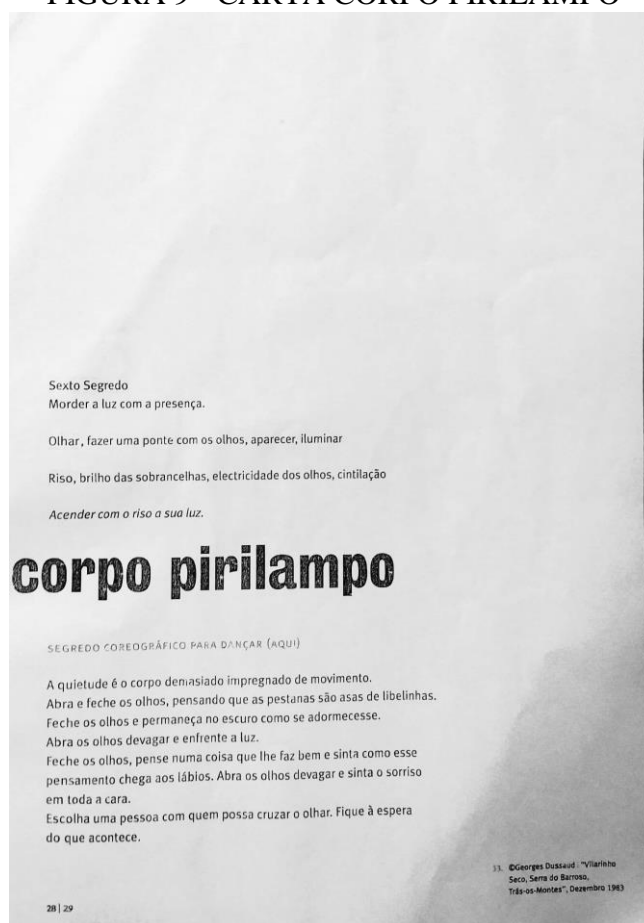 FIGURA 9 - CARTA CORPO PIRILAMPO
Sexto Segredo
Morder a luz com a presença.
Olhar, fazer uma ponte com os olhos, aparecer, iluminar
Riso, brilho das sobrancelhas, electricidade dos olhos, cintilação
Acender com o riso a sua luz.
corpo pirilampo
SEGREDO COREOGRÁFICO PARA DANÇAR (AQUI)
A quietude é o corpo demasiado impregnado de movimento.
Abra e feche os olhos, pensando que as pestanas são asas de libelinhas.
Feche os olhos e permaneça no escuro como se adormecesse.
Abra os olhos devagar e enfrente a luz.
Feche os olhos, pense numa coisa que lhe faz bem e sinta como esse
pensamento chega aos lábios. Abra os olhos devagar e sinta o sorriso
em toda a cara.
Escolha uma pessoa com quem possa cruzar o olhar. Fique à espera
do que acontece.
©Georges Dussaud : "Vilarinho
Seco, Serra do Barroso,
Trás-os-Montes", Dezembro 1983
28 | 29